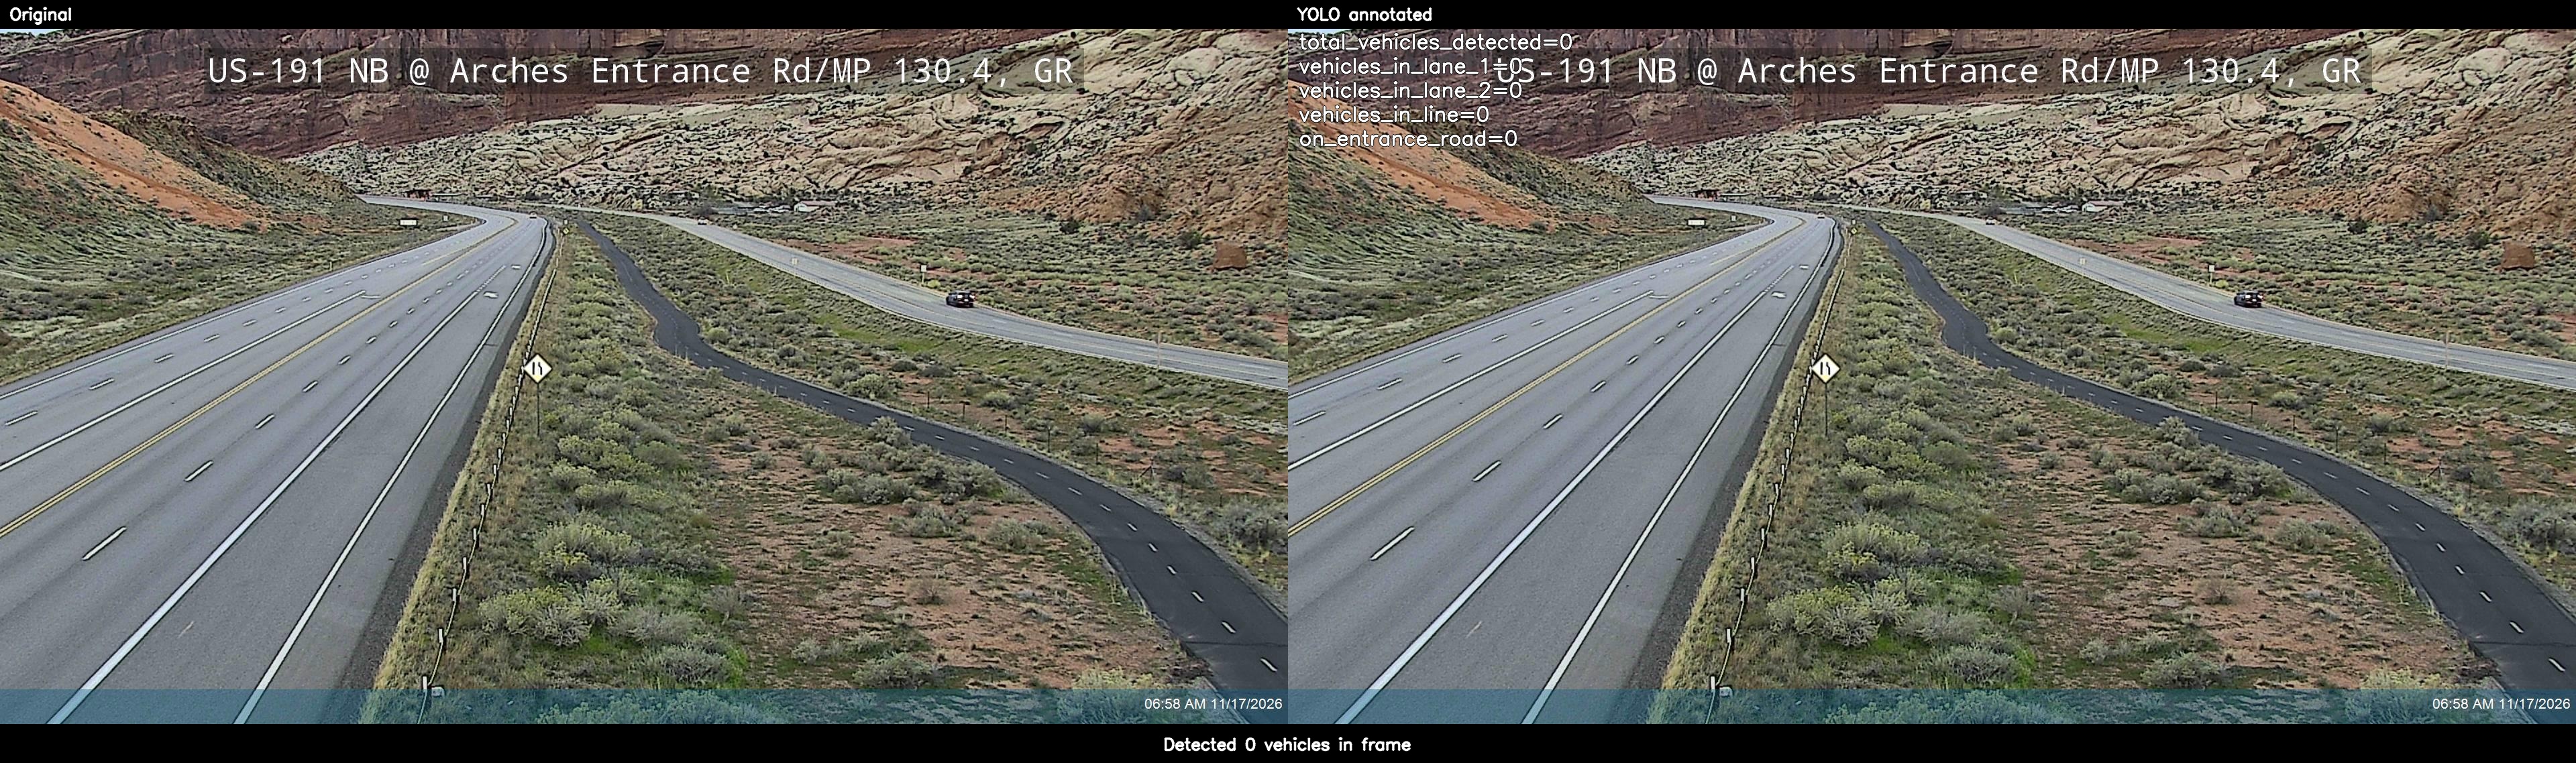 Original
US-191 NB @ Arches Entrance Rd/MP 130.4, GR
06:58 AM 11/17/2026
YOLO annotated
total_vehicles_detected=0
vehicles_in_lane_1=0
US-191 NB @ Arches Entrance Rd/MP 130.4, GR
vehicles_in_lane_2=0
vehicles_in_line=0
on_entrance_road=0
06:58 AM 11/17/2026
Detected 0 vehicles in frame